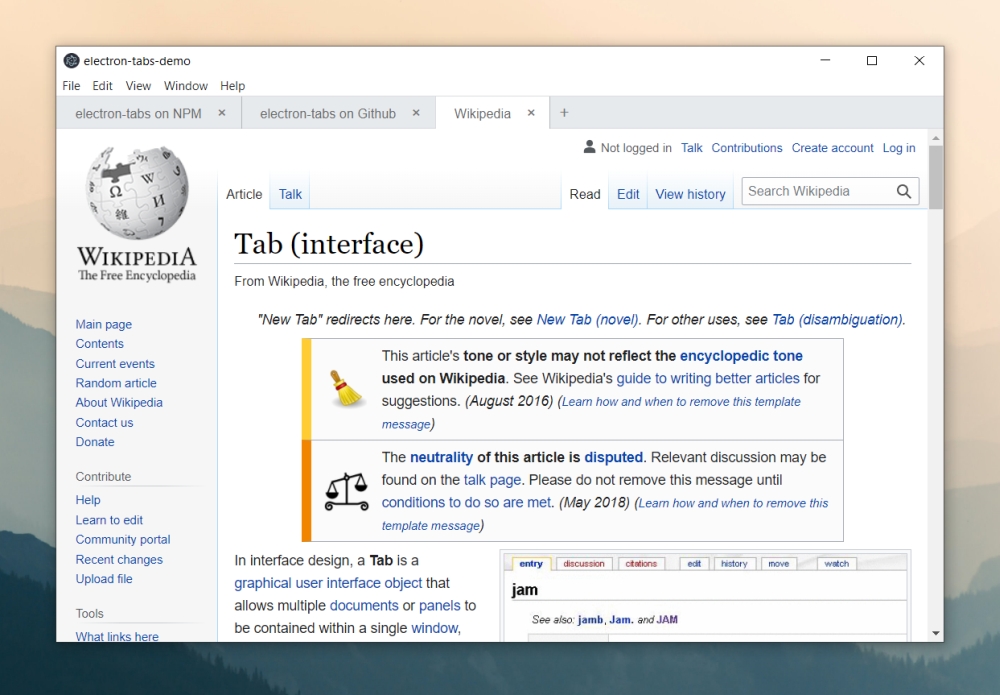 electron-tabs-demo
File Edit View Window Help
electron-tabs on NPM × electron-tabs on Github × Wikipedia × +
Not logged in Talk Contributions Create account Log in
Article Talk Read Edit View history Search Wikipedia
Ω W И 維
WIKIPEDIA
The Free Encyclopedia
Main page
Contents
Current events
Random article
About Wikipedia
Contact us
Donate
Contribute
Help
Learn to edit
Community portal
Recent changes
Upload file
Tools
What links here
Tab (interface)
From Wikipedia, the free encyclopedia
"New Tab" redirects here. For the novel, see New Tab (novel). For other uses, see Tab (disambiguation).
This article's tone or style may not reflect the encyclopedic tone
used on Wikipedia. See Wikipedia's guide to writing better articles for
suggestions. (August 2016) (Learn how and when to remove this template
message)
The neutrality of this article is disputed. Relevant discussion may be
found on the talk page. Please do not remove this message until
conditions to do so are met. (May 2018) (Learn how and when to remove this
template message)
In interface design, a Tab is a
graphical user interface object that
allows multiple documents or panels to
be contained within a single window,
entry discussion citations edit history move watch
jam
See also: jamb, Jam. and JAM